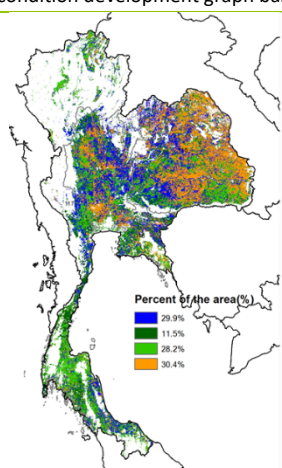 condition development graph ba
Percent of the area(%)
29.9%
11.5%
28.2%
30.4%